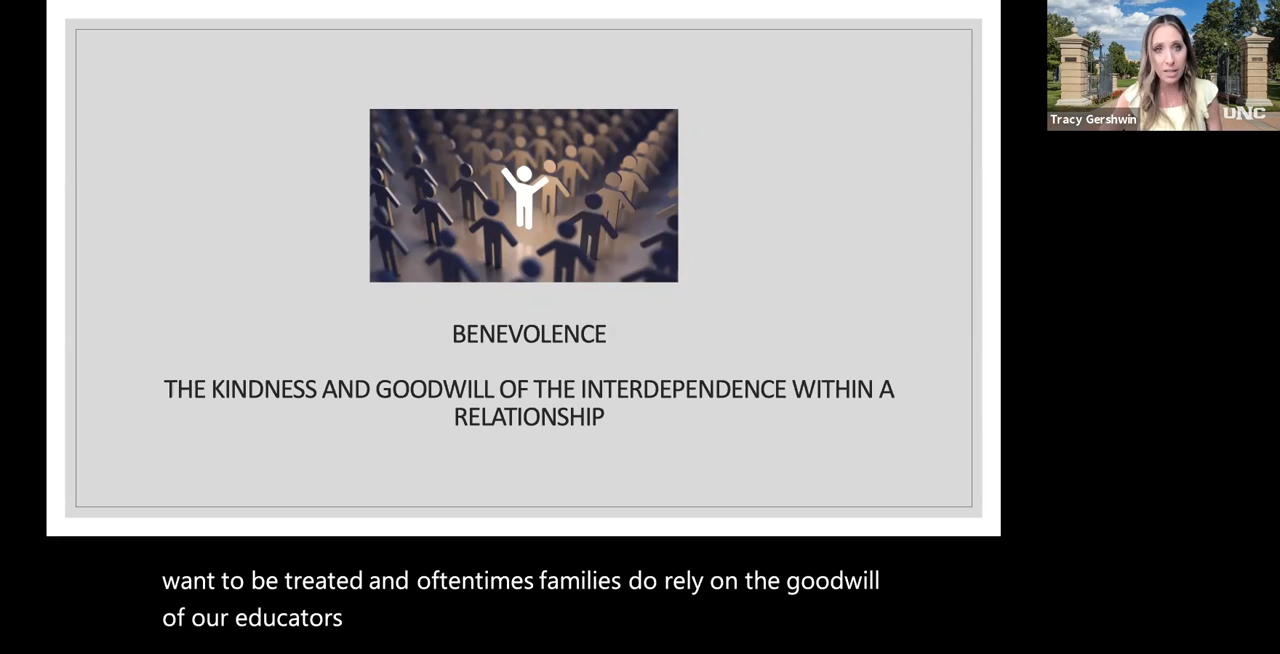 BENEVOLENCE
THE KINDNESS AND GOODWILL OF THE INTERDEPENDENCE WITHIN A
RELATIONSHIP
Tracy Gershwin
UNC
want to be treated and oftentimes families do rely on the goodwill
of our educators